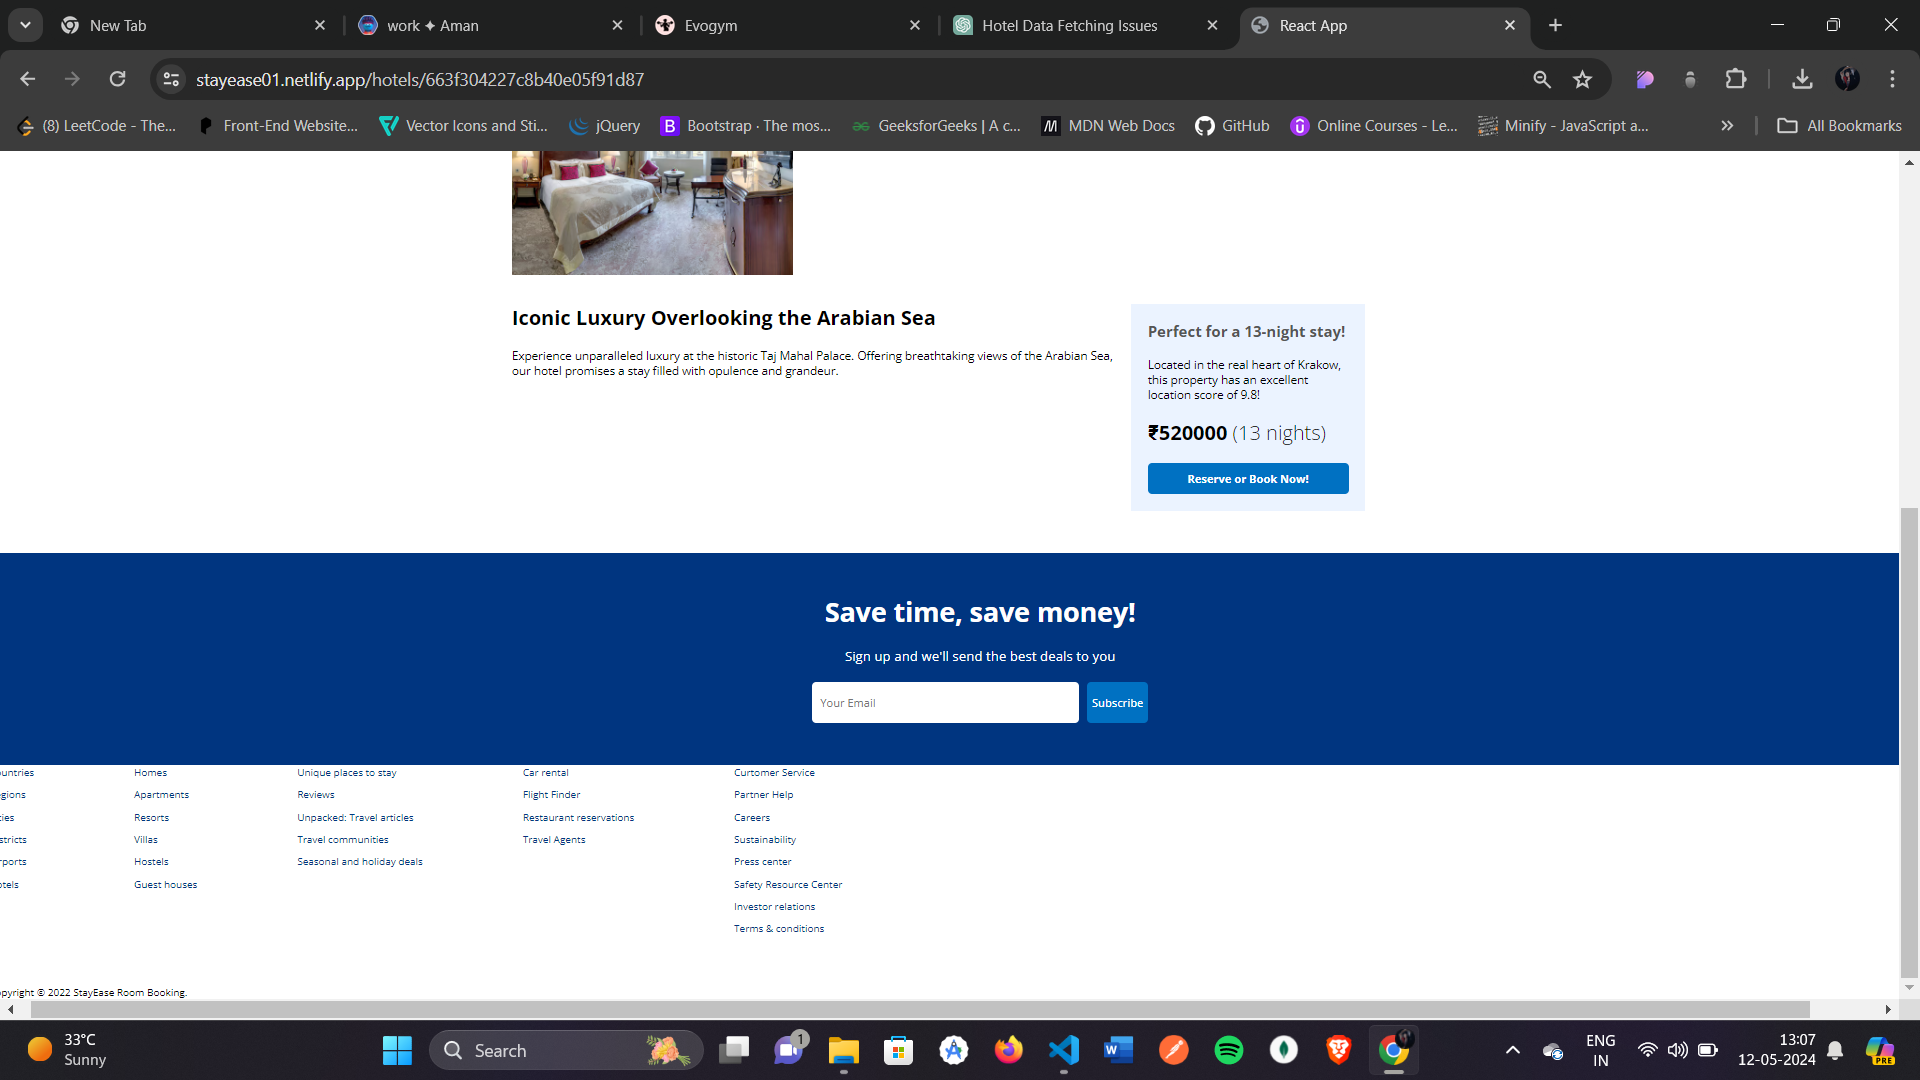 New Tab
work ✦ Aman
Evogym
Hotel Data Fetching Issues
React App
stayease01.netlify.app/hotels/663f304227c8b40e05f91d87
(8) LeetCode - The...
Front-End Website...
Vector Icons and Sti...
jQuery
Bootstrap · The mos...
GeeksforGeeks | A c...
MDN Web Docs
GitHub
Online Courses - Le...
Minify - JavaScript a...
All Bookmarks
Iconic Luxury Overlooking the Arabian Sea
Experience unparalleled luxury at the historic Taj Mahal Palace. Offering breathtaking views of the Arabian Sea,
our hotel promises a stay filled with opulence and grandeur.
Perfect for a 13-night stay!
Located in the real heart of Krakow,
this property has an excellent
location score of 9.8!
₹520000 (13 nights)
Reserve or Book Now!
Save time, save money!
Sign up and we'll send the best deals to you
Your Email
Subscribe
untries
gions
ies
stricts
rports
otels
Homes
Apartments
Resorts
Villas
Hostels
Guest houses
Unique places to stay
Reviews
Unpacked: Travel articles
Travel communities
Seasonal and holiday deals
Car rental
Flight Finder
Restaurant reservations
Travel Agents
Curtomer Service
Partner Help
Careers
Sustainability
Press center
Safety Resource Center
Investor relations
Terms & conditions
pyright © 2022 StayEase Room Booking.
33°C
Sunny
Search
1
ENG
IN
13:07
12-05-2024
PRE